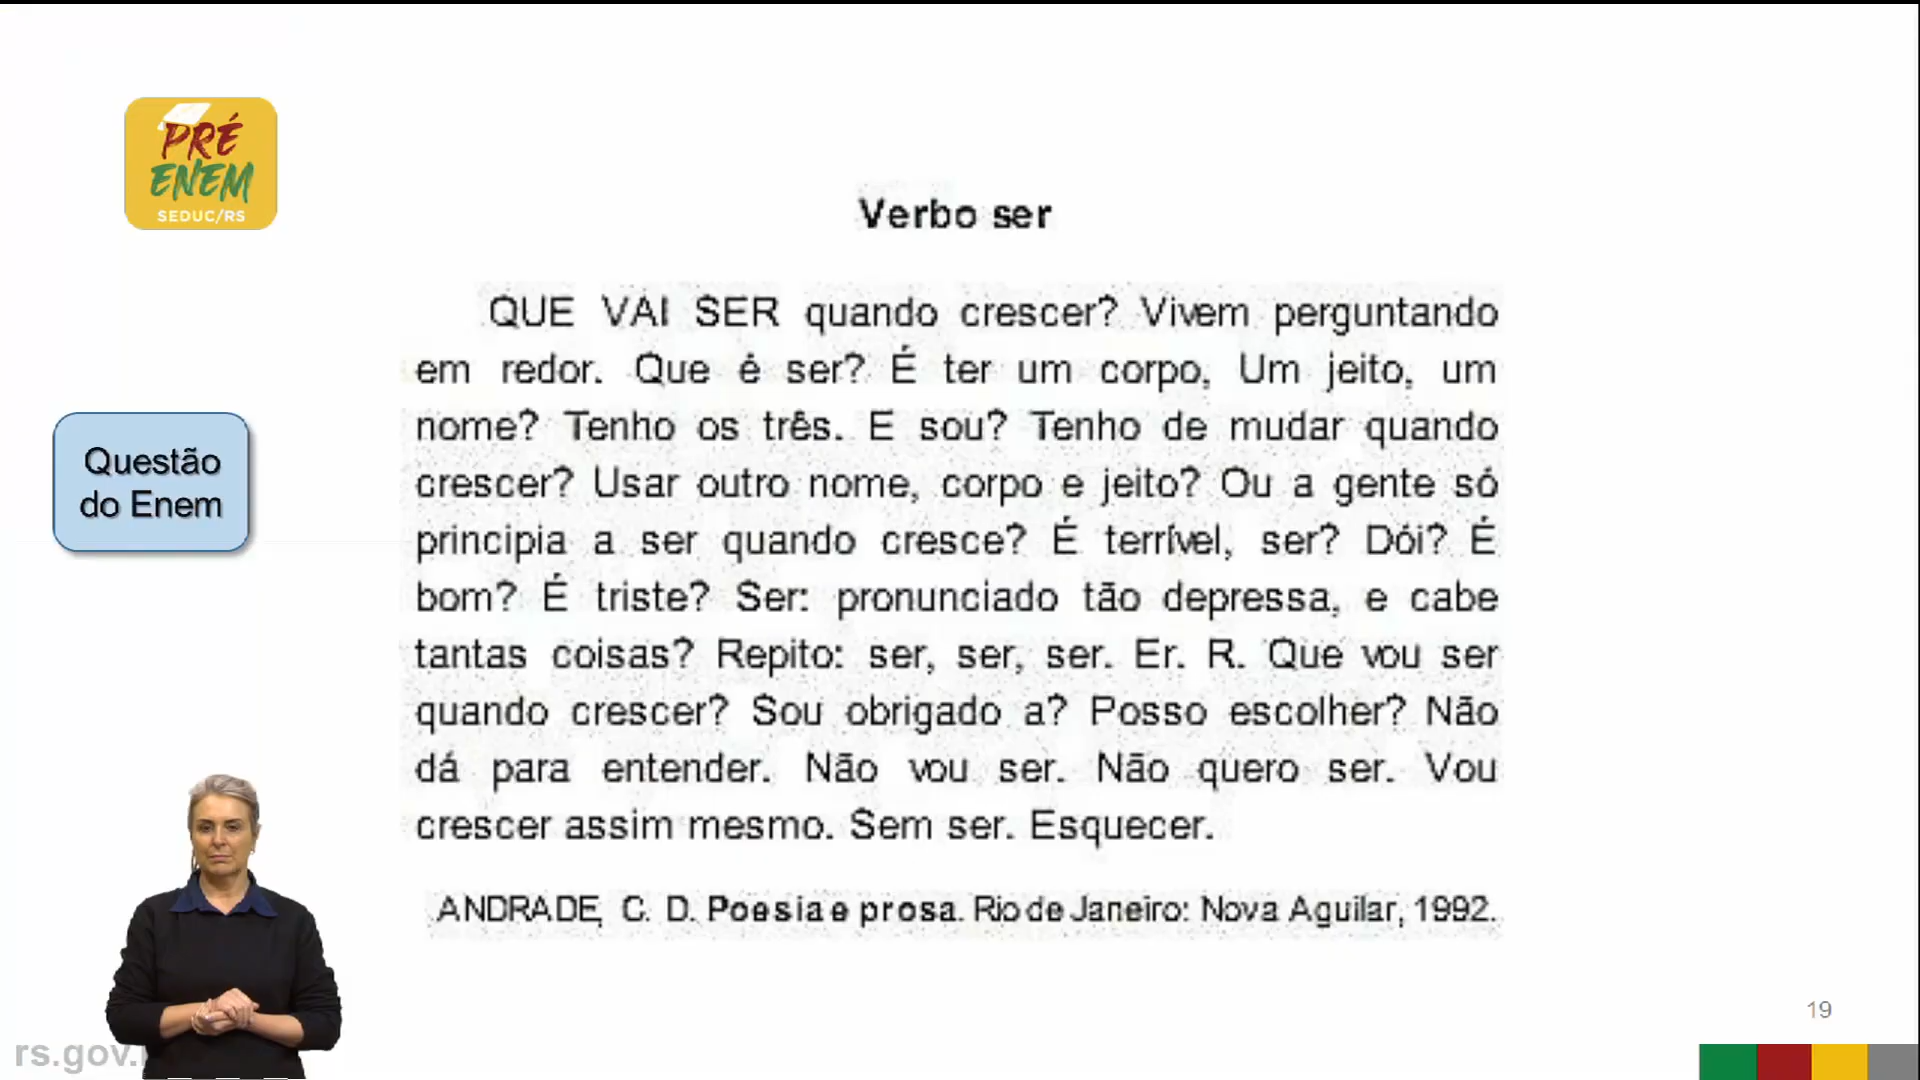 PRÉ
ENEM
SEDUC/RS
Verbo ser
QUE VAI SER quando crescer? Vivem perguntando
em redor. Que é ser? É ter um corpo, Um jeito, um
nome? Tenho os três. E sou? Tenho de mudar quando
crescer? Usar outro nome, corpo e jeito? Ou a gente só
principia a ser quando cresce? É terrível, ser? Dói? É
bom? É triste? Ser: pronunciado tão depressa, e cabe
tantas coisas? Repito: ser, ser, ser. Er. R. Que vou ser
quando crescer? Sou obrigado a? Posso escolher? Não
dá para entender. Não vou ser. Não quero ser. Vou
crescer assim mesmo. Sem ser. Esquecer.
ANDRADE, C. D. Poesia e prosa. Rio de Janeiro: Nova Aguilar, 1992.
Questão
do Enem
19
rs.gov.